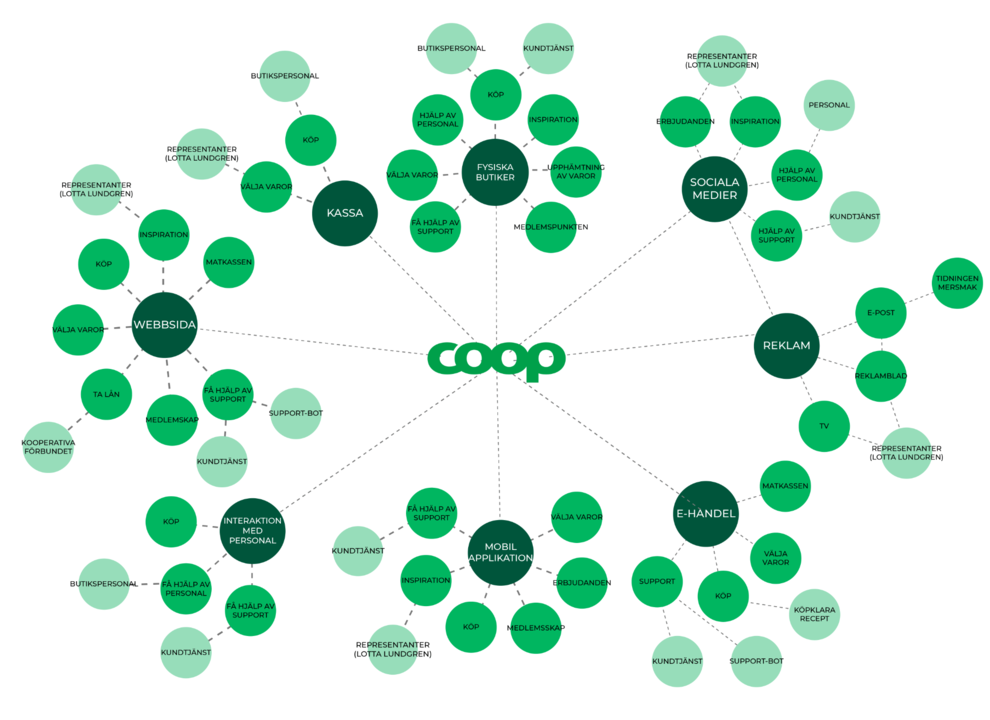 BUTIKSPERSONAL
KUNDTJÄNST
KÖP
HJÄLP AV
PERSONAL
INSPIRATION
VÄLJA VAROR
FYSISKA
BUTIKER
UPPHÄMTNING
AV VAROR
FÅ HJÄLP AV
SUPPORT
MEDLEMSPUNKTEN
BUTIKSPERSONAL
KÖP
REPRESENTANTER
(LOTTA LUNDGREN)
VÄLJA VAROR
KASSA
REPRESENTANTER
(LOTTA LUNDGREN)
ERBJUDANDEN
INSPIRATION
PERSONAL
SOCIALA
MEDIER
HJÄLP AV
PERSONAL
HJÄLP AV
SUPPORT
KUNDTJÄNST
REPRESENTANTER
(LOTTA LUNDGREN)
INSPIRATION
KÖP
MATKASSEN
VÄLJA VAROR
WEBBSIDA
TA LÅN
MEDLEMSKAP
FÅ HJÄLP AV
SUPPORT
SUPPORT-BOT
KOOPERATIVA
FÖRBUNDET
KUNDTJÄNST
coop
TIDNINGEN
MERSMAK
E-POST
REKLAM
REKLAMBLAD
TV
REPRESENTANTER
(LOTTA LUNDGREN)
KÖP
INTERAKTION
MED
PERSONAL
BUTIKSPERSONAL
FÅ HJÄLP AV
PERSONAL
FÅ HJÄLP AV
SUPPORT
KUNDTJÄNST
FÅ HJÄLP AV
SUPPORT
VÄLJA VAROR
KUNDTJÄNST
MOBIL
APPLIKATION
INSPIRATION
ERBJUDANDEN
KÖP
MEDLEMSSKAP
REPRESENTANTER
(LOTTA LUNDGREN)
MATKASSEN
E-HANDEL
VÄLJA
VAROR
SUPPORT
KÖP
KÖPKLARA
RECEPT
KUNDTJÄNST
SUPPORT-BOT